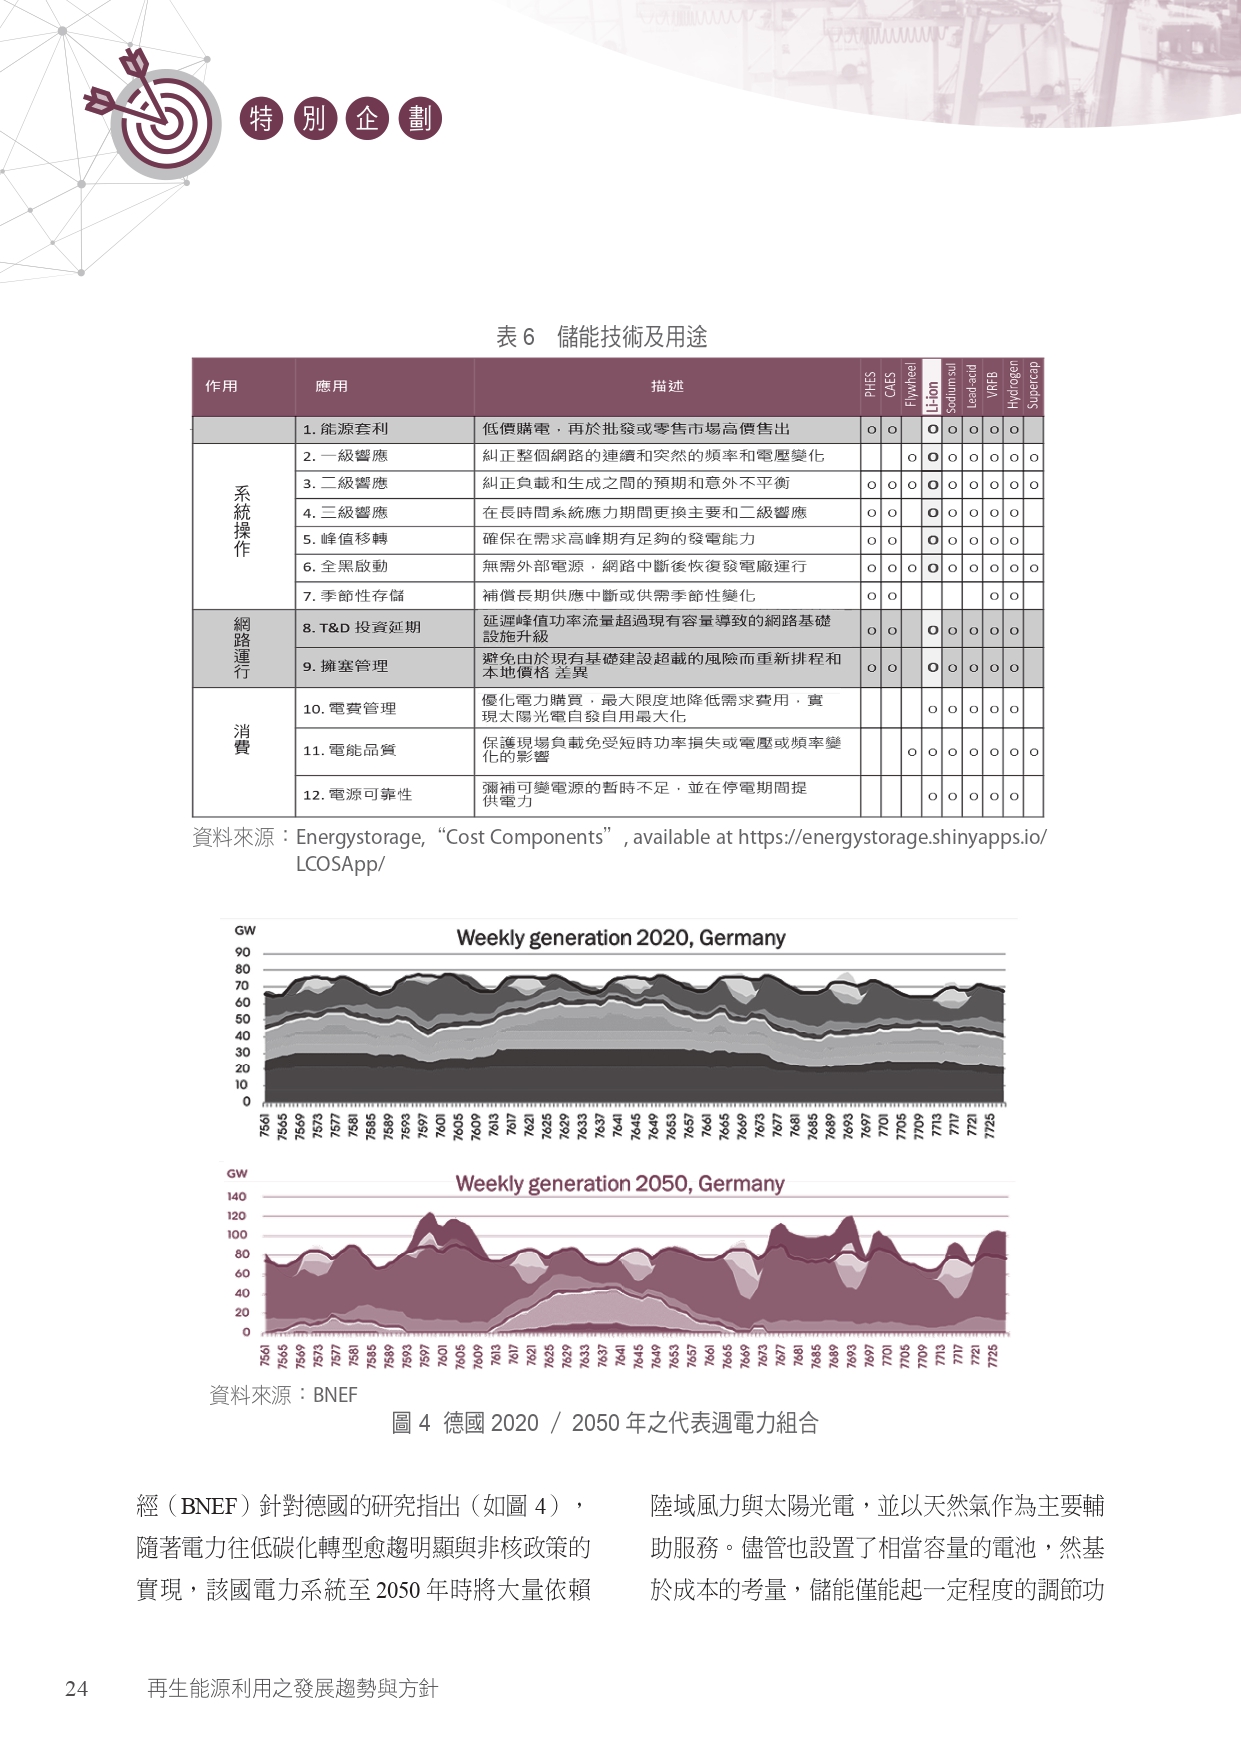 特別企劃
表 6　儲能技術及用途
作用 應用 描述 PHES CAES Flywheel Li-ion Sodium sul Lead-acid VRFB Hydrogen Supercap
1. 能源套利 低價購電，再於批發或零售市場高價售出 o o o o o o o
系統操作
2. 一級響應 糾正整個網路的連續和突然的頻率和電壓變化 o o o o o o o
3. 二級響應 糾正負載和生成之間的預期和意外不平衡 o o o o o o o o o
4. 三級響應 在長時間系統應力期間更換主要和二級響應 o o o o o o o
5. 峰值移轉 確保在需求高峰期有足夠的發電能力 o o o o o o o
6. 全黑啟動 無需外部電源，網路中斷後恢復發電廠運行 o o o o o o o o o
7. 季節性存儲 補償長期供應中斷或供需季節性變化 o o o o
網路運行
8. T&D 投資延期 延遲峰值功率流量超過現有容量導致的網路基礎
設施升級 o o o o o o o
9. 擁塞管理 避免由於現有基礎建設超載的風險而重新排程和
本地價格 差異 o o o o o o o
消費
10. 電費管理 優化電力購買，最大限度地降低需求費用，實
現太陽光電自發自用最大化 o o o o o
11. 電能品質 保護現場負載免受短時功率損失或電壓或頻率變
化的影響 o o o o o o o
12. 電源可靠性 彌補可變電源的暫時不足，並在停電期間提
供電力 o o o o o
資料來源：Energystorage,“Cost Components”, available at https://energystorage.shinyapps.io/
LCOSApp/
GW
Weekly generation 2020, Germany
90
80
70
60
50
40
30
20
10
0
7561 7565 7569 7573 7577 7581 7585 7589 7593 7597 7601 7605 7609 7613 7617 7621 7625 7629 7633 7637 7641 7645 7649 7653 7657 7661 7665 7669 7673 7677 7681 7685 7689 7693 7697 7701 7705 7709 7713 7717 7721 7725
GW
Weekly generation 2050, Germany
140
120
100
80
60
40
20
0
7561 7565 7569 7573 7577 7581 7585 7589 7593 7597 7601 7605 7609 7613 7617 7621 7625 7629 7633 7637 7641 7645 7649 7653 7657 7661 7665 7669 7673 7677 7681 7685 7689 7693 7697 7701 7705 7709 7713 7717 7721 7725
資料來源：BNEF
圖 4 德國 2020 / 2050 年之代表週電力組合
經（BNEF）針對德國的研究指出（如圖 4），
隨著電力往低碳化轉型愈趨明顯與非核政策的
實現，該國電力系統至 2050 年時將大量依賴
陸域風力與太陽光電，並以天然氣作為主要輔
助服務。儘管也設置了相當容量的電池，然基
於成本的考量，儲能僅能起一定程度的調節功
24 再生能源利用之發展趨勢與方針